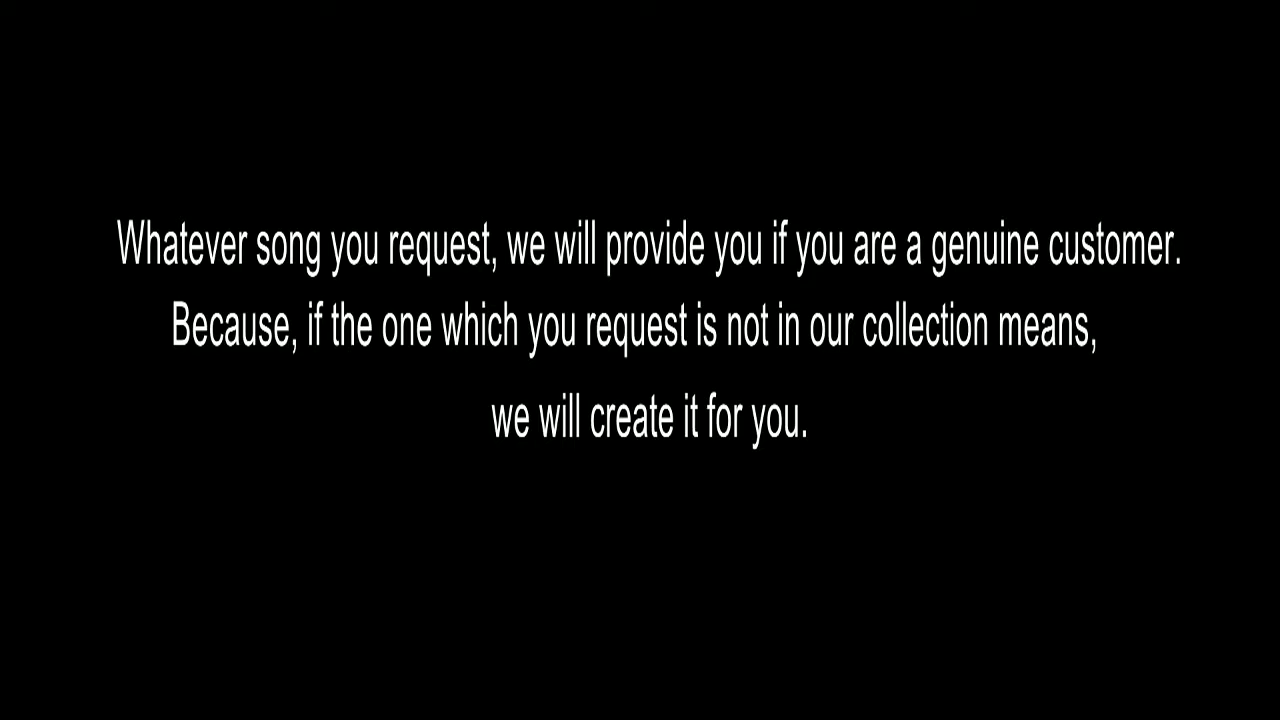 Whatever song you request, we will provide you if you are a genuine customer.
Because, if the one which you request is not in our collection means,
we will create it for you.